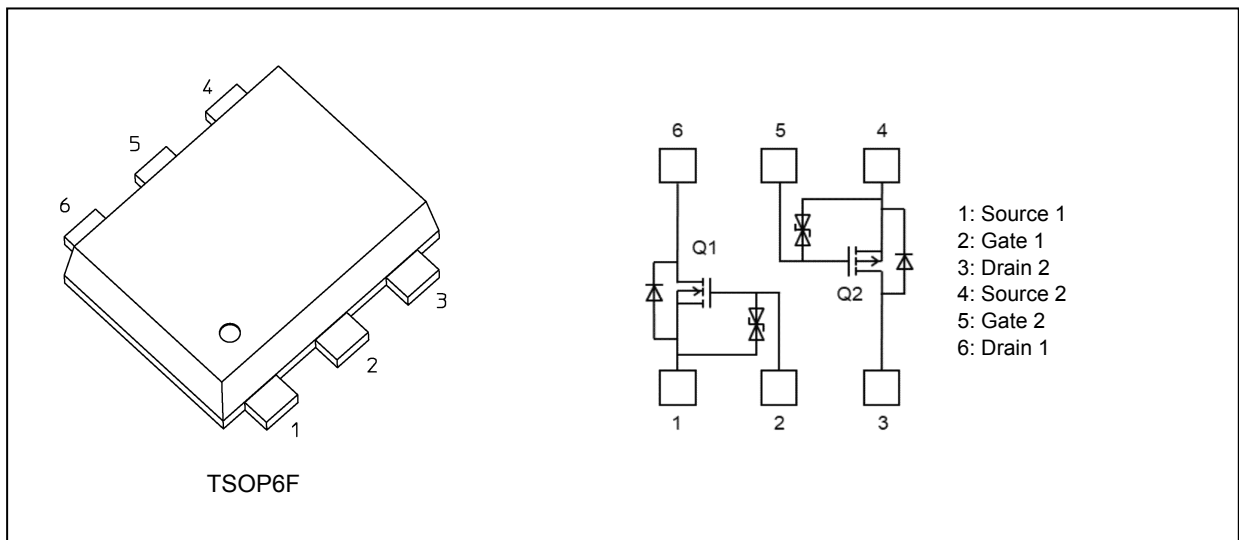 4
5
6
3
2
1
TSOP6F
6 5 4
Q1
Q2
1 2 3
1: Source 1
2: Gate 1
3: Drain 2
4: Source 2
5: Gate 2
6: Drain 1